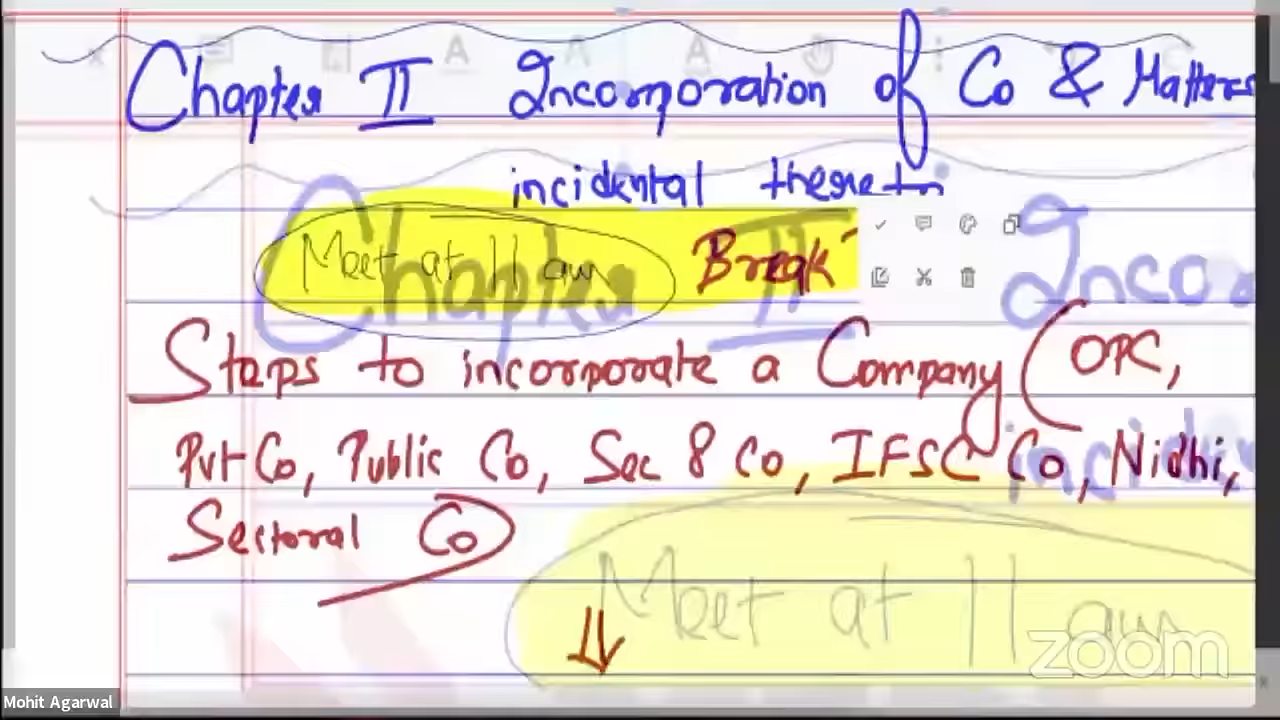 Chapter II Incorporation of Co & Matters
incidental thereto
Meet at 11 am Break
Steps to incorporate a Company (OPC,
Pvt Co, Public Co, Sec 8 Co, IFSC Co, Nidhi,
Sectoral Co
Meet at 11 am
zoom
Mohit Agarwal